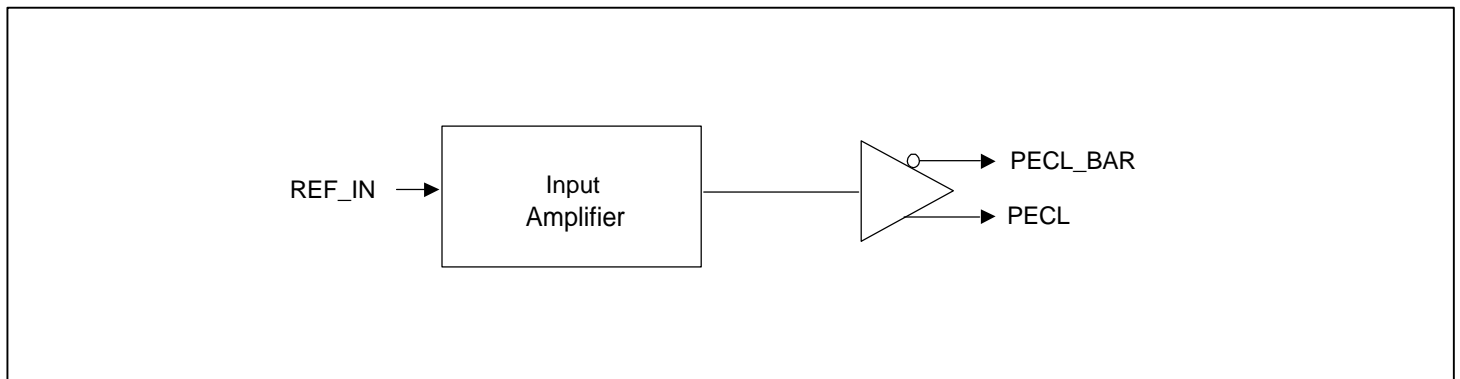 REF_IN
Input
Amplifier
PECL_BAR
PECL